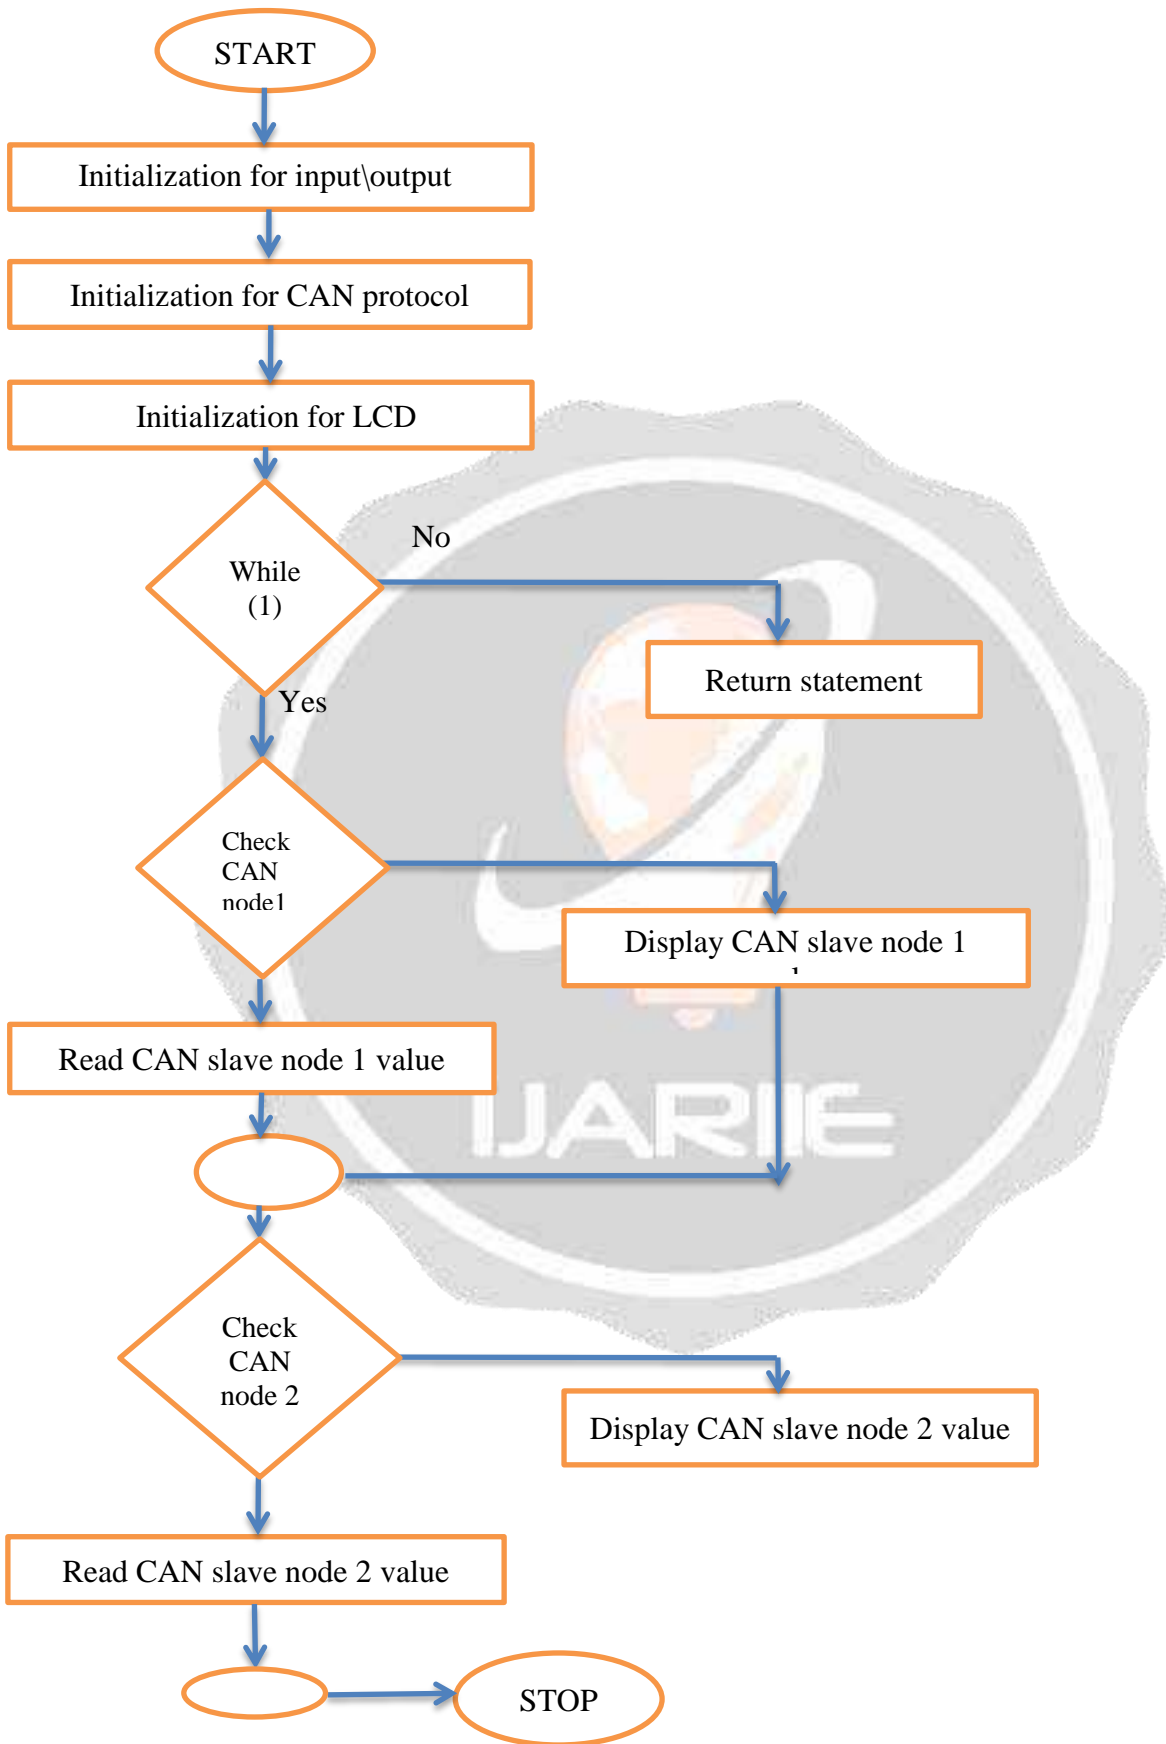 START
Initialization for input\output
Initialization for CAN protocol
Initialization for LCD
No
While
(1)
Return statement
Yes
Check
CAN
node1
Display CAN slave node 1
Read CAN slave node 1 value
IJARIIE
Check
CAN
node 2
Display CAN slave node 2 value
Read CAN slave node 2 value
STOP